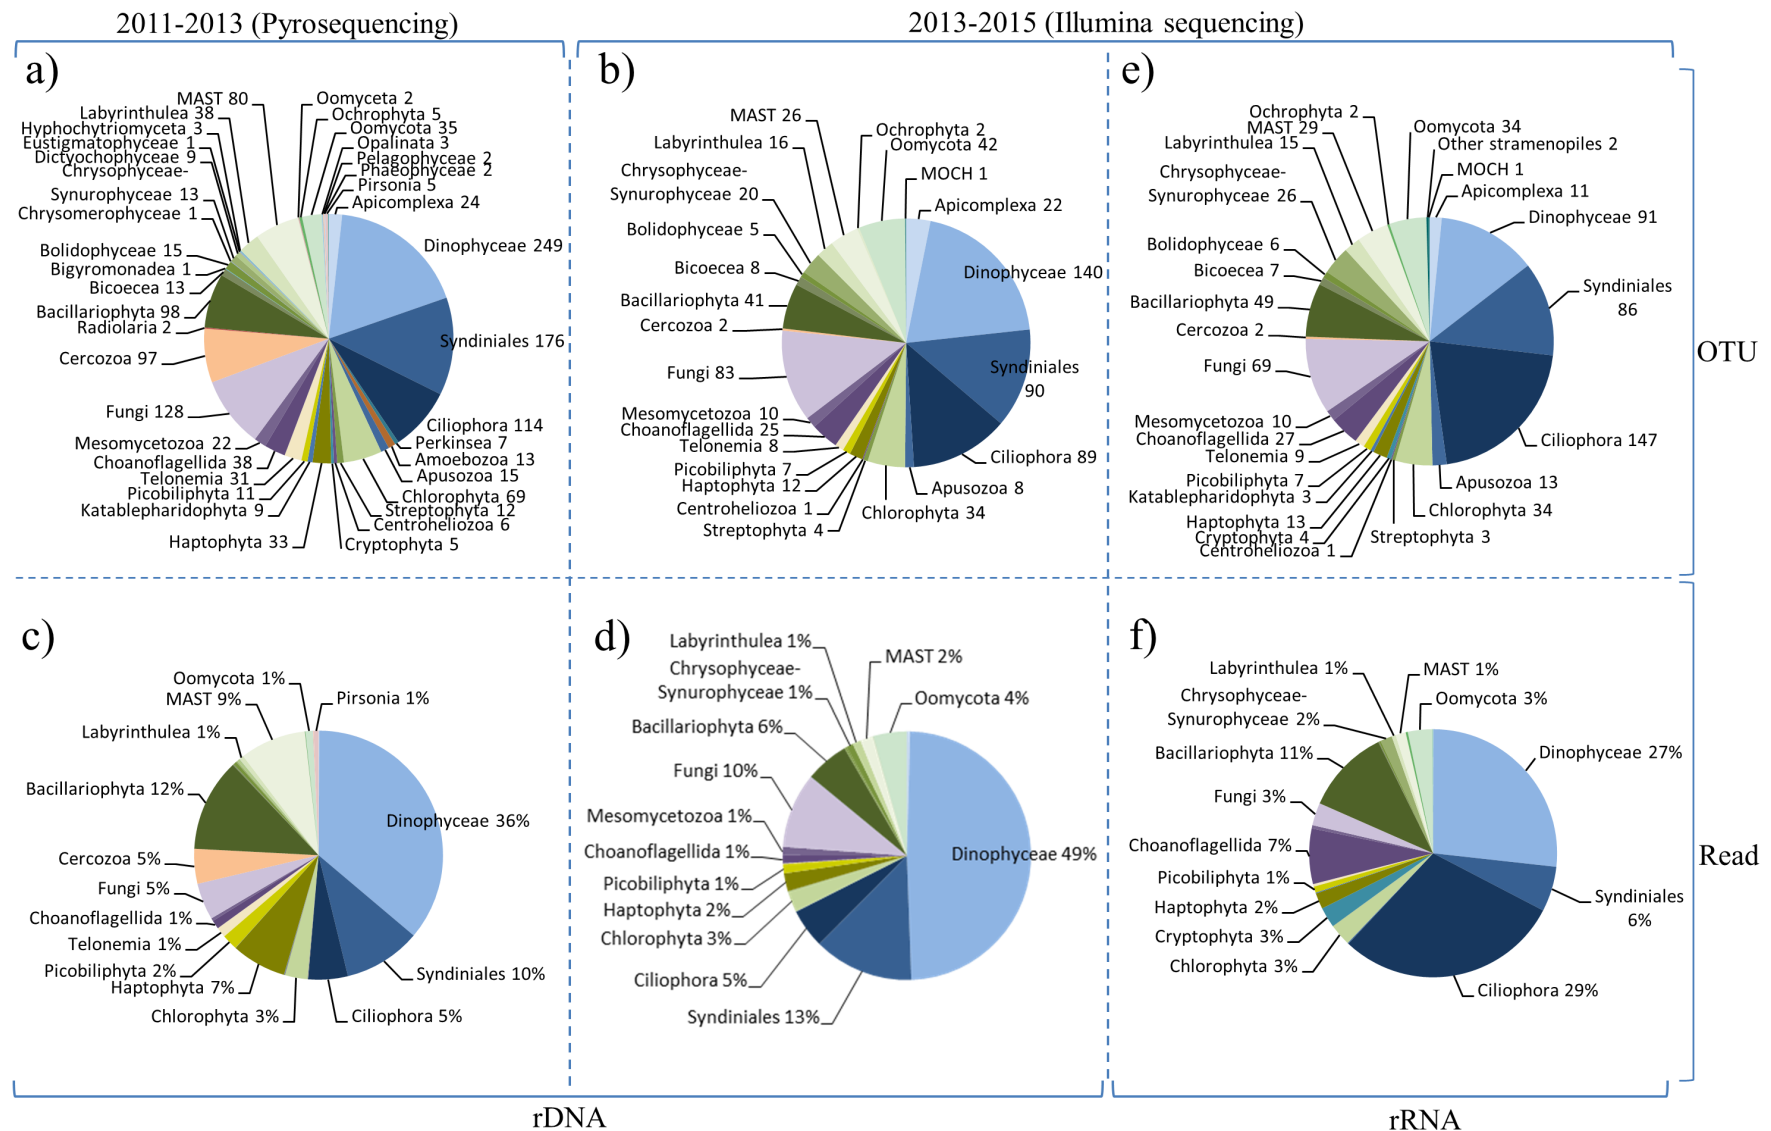 2011-2013 (Pyrosequencing)
2013-2015 (Illumina sequencing)
a)
MAST 80
Labyrinthulea 38
Hyphochytriomyceta 3
Eustigmatophyceae 1
Dictyochophyceae 9
Chrysophyceae-
Synurophyceae 13
Chrysomerophyceae 1
Bolidophyceae 15
Bigyromonadea 1
Bicoecea 13
Bacillariophyta 98
Radiolaria 2
Cercozoa 97
Fungi 128
Mesomycetozoa 22
Choanoflagellida 38
Telonemia 31
Picobiliphyta 11
Katablepharidophyta 9
Haptophyta 33
Oomyceta 2
Ochrophyta 5
Oomycota 35
Opalinata 3
Pelagophyceae 2
Phaeophyceae 2
Pirsonia 5
Apicomplexa 24
Dinophyceae 249
Syndiniales 176
Ciliophora 114
Perkinsea 7
Amoebozoa 13
Apusozoa 15
Chlorophyta 69
Streptophyta 12
Centroheliozoa 6
Cryptophyta 5
b)
MAST 26
Labyrinthulea 16
Chrysophyceae-
Synurophyceae 20
Bolidophyceae 5
Bicoecea 8
Bacillariophyta 41
Cercozoa 2
Fungi 83
Mesomycetozoa 10
Choanoflagellida 25
Telonemia 8
Picobiliphyta 7
Haptophyta 12
Centroheliozoa 1
Streptophyta 4
Ochrophyta 2
Oomycota 42
MOCH 1
Apicomplexa 22
Dinophyceae 140
Syndiniales
90
Ciliophora 89
Apusozoa 8
Chlorophyta 34
e)
Ochrophyta 2
MAST 29
Labyrinthulea 15
Chrysophyceae-
Synurophyceae 26
Bolidophyceae 6
Bicoecea 7
Bacillariophyta 49
Cercozoa 2
Fungi 69
Mesomycetozoa 10
Choanoflagellida 27
Telonemia 9
Picobiliphyta 7
Katablepharidophyta 3
Haptophyta 13
Cryptophyta 4
Centroheliozoa 1
Oomycota 34
Other stramenopiles 2
MOCH 1
Apicomplexa 11
Dinophyceae 91
Syndiniales
86
Ciliophora 147
Apusozoa 13
Chlorophyta 34
Streptophyta 3
OTU
c)
Oomycota 1%
MAST 9%
Labyrinthulea 1%
Bacillariophyta 12%
Cercozoa 5%
Fungi 5%
Choanoflagellida 1%
Telonemia 1%
Picobiliphyta 2%
Haptophyta 7%
Chlorophyta 3%
Pirsonia 1%
Dinophyceae 36%
Syndiniales 10%
Ciliophora 5%
d)
Labyrinthulea 1%
Chrysophyceae-
Synurophyceae 1%
Bacillariophyta 6%
Fungi 10%
Mesomycetozoa 1%
Choanoflagellida 1%
Picobiliphyta 1%
Haptophyta 2%
Chlorophyta 3%
Ciliophora 5%
Syndiniales 13%
MAST 2%
Oomycota 4%
Dinophyceae 49%
f)
Labyrinthulea 1%
Chrysophyceae-
Synurophyceae 2%
Bacillariophyta 11%
Fungi 3%
Choanoflagellida 7%
Picobiliphyta 1%
Haptophyta 2%
Cryptophyta 3%
Chlorophyta 3%
MAST 1%
Oomycota 3%
Dinophyceae 27%
Syndiniales
6%
Ciliophora 29%
Read
rDNA
rRNA